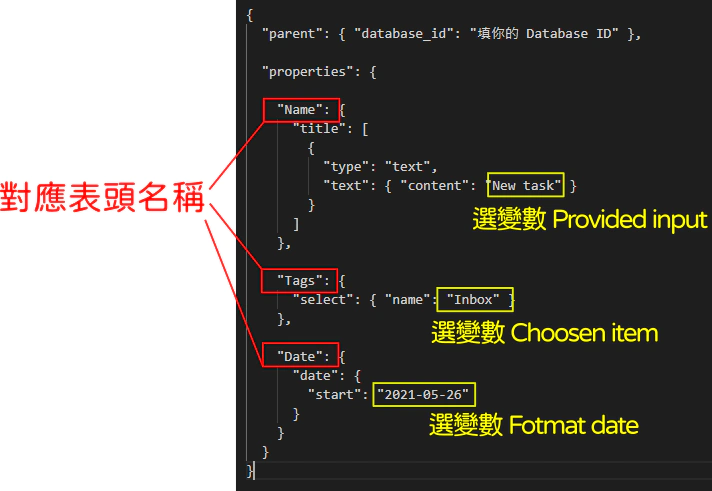 {
"parent": { "database_id": "填你的 Database ID" },
"properties": {
"Name": {
"title": [
{
"type": "text",
"text": { "content": "New task" }
}
]
},
選變數 Provided input
對應表頭名稱
"Tags": {
"select": { "name": "Inbox" }
},
選變數 Choosen item
"Date": {
"date": {
"start": "2021-05-26"
}
}
選變數 Fotmat date
}
}